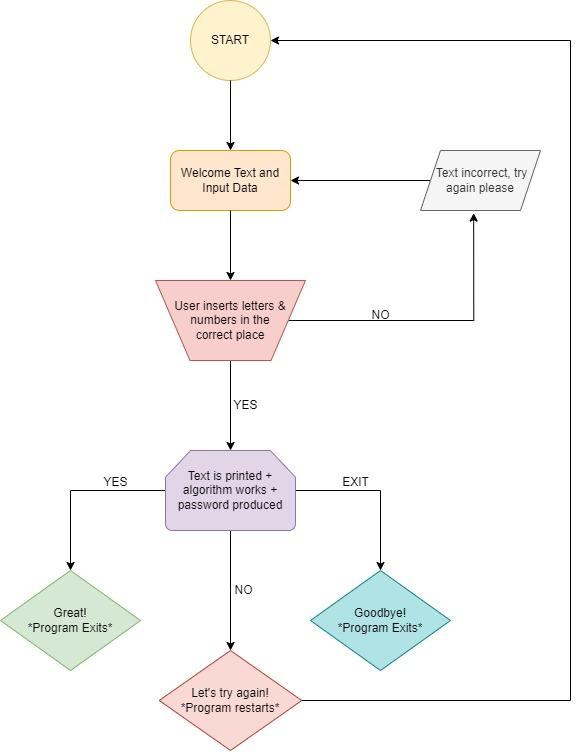 START
Welcome Text and
Input Data
Text incorrect, try
again please
User inserts letters &
numbers in the
correct place
NO
YES
Text is printed +
algorithm works +
password produced
YES
EXIT
NO
Great!
*Program Exits*
Goodbye!
*Program Exits*
Let's try again!
*Program restarts*